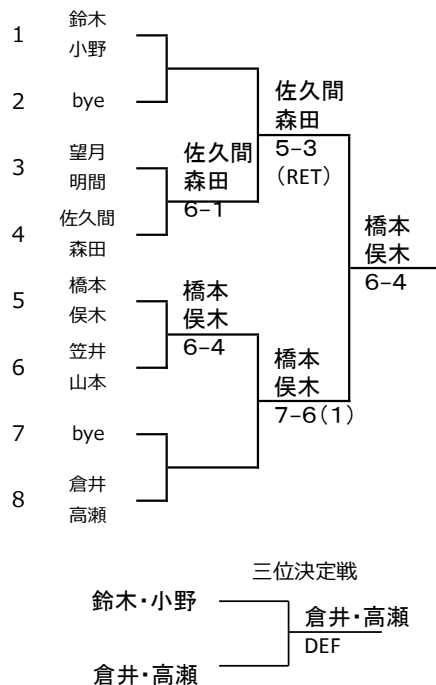 1
鈴木
小野
2
bye
3
望月
明間
4
佐久間
森田
5
橋本
俣木
6
笠井
山本
7
bye
8
倉井
高瀬
佐久間
森田
6-1
橋本
俣木
6-4
佐久間
森田
5-3
（RET）
橋本
俣木
7-6（1）
橋本
俣木
6-4
三位決定戦
鈴木・小野
倉井・高瀬
倉井・高瀬
DEF